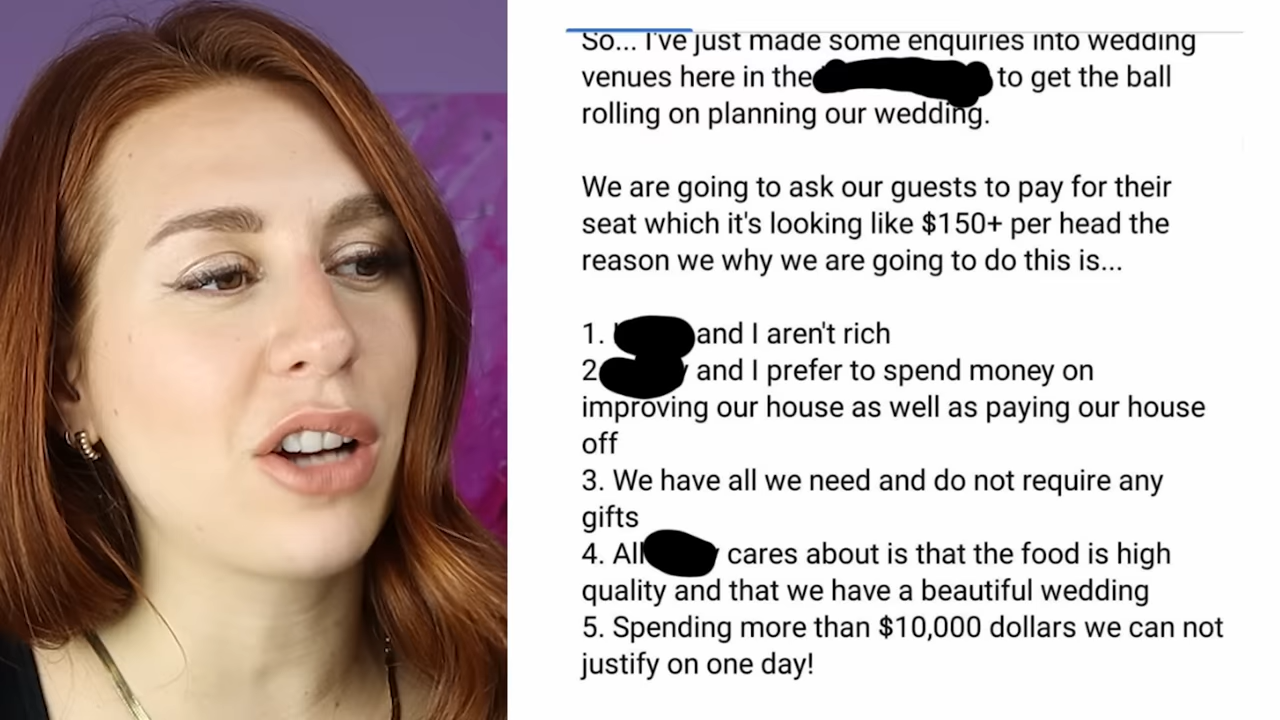 So... I've just made some enquiries into wedding
venues here in the to get the ball
rolling on planning our wedding.
We are going to ask our guests to pay for their
seat which it's looking like $150+ per head the
reason we why we are going to do this is...
1. and I aren't rich
2 and I prefer to spend money on
improving our house as well as paying our house
off
3. We have all we need and do not require any
gifts
4. All cares about is that the food is high
quality and that we have a beautiful wedding
5. Spending more than $10,000 dollars we can not
justify on one day!